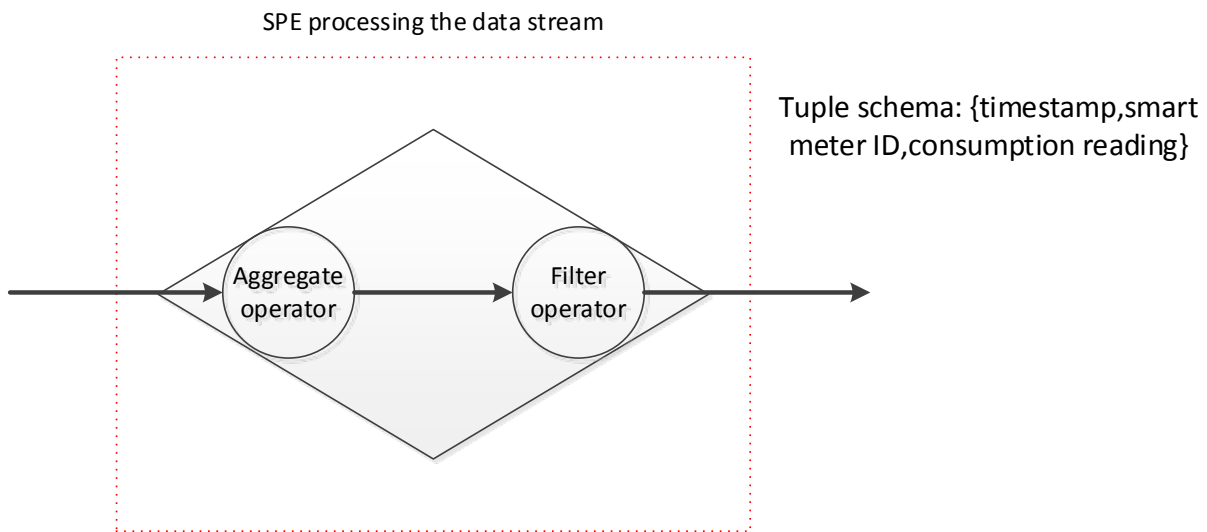 SPE processing the data stream
Tuple schema: {timestamp,smart
meter ID,consumption reading}
Aggregate
operator
Filter
operator